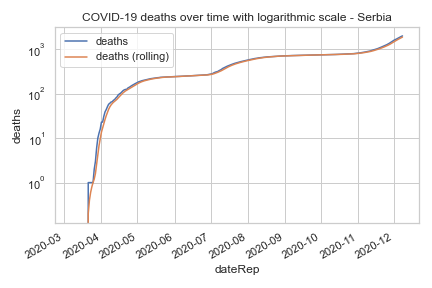 COVID-19 deaths over time with logarithmic scale - Serbia
deaths
deaths (rolling)
10³
10²
10¹
10⁰
deaths
2020-03
2020-04
2020-05
2020-06
2020-07
2020-08
2020-09
2020-10
2020-11
2020-12
dateRep